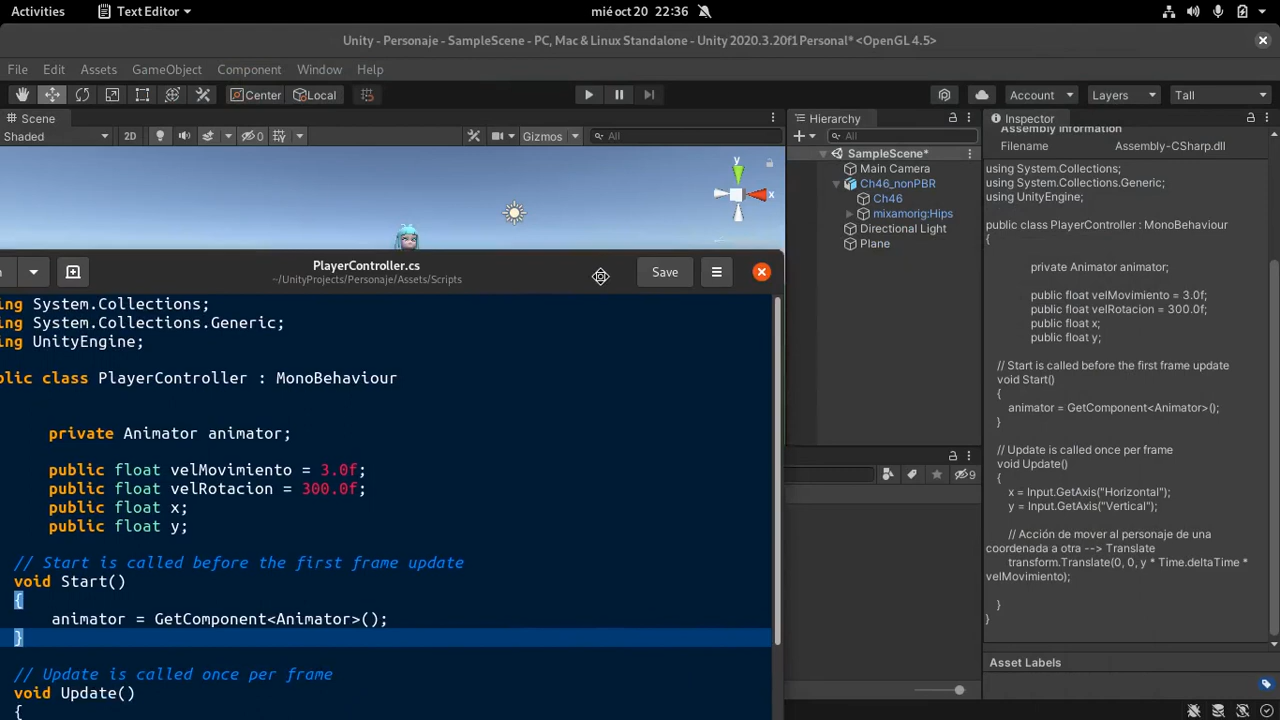 Activities
Text Editor
mié oct 20 22:36
Unity - Personaje - SampleScene - PC, Mac & Linux Standalone - Unity 2020.3.20f1 Personal* <OpenGL 4.5>
File Edit Assets GameObject Component Window Help
Center Local Account Layers Tall
Scene
Shaded 2D 0 Gizmos All
y
x
PlayerController.cs
~/UnityProjects/Personaje/Assets/Scripts
Save
ing System.Collections;
ing System.Collections.Generic;
ing UnityEngine;
blic class PlayerController : MonoBehaviour
private Animator animator;
public float velMovimiento = 3.0f;
public float velRotacion = 300.0f;
public float x;
public float y;
// Start is called before the first frame update
void Start()
{
animator = GetComponent<Animator>();
}
// Update is called once per frame
void Update()
{
Hierarchy
All
SampleScene*
Main Camera
Ch46_nonPBR
Ch46
mixamorig:Hips
Directional Light
Plane
9
Inspector
Assembly Information
Filename Assembly-CSharp.dll
using System.Collections;
using System.Collections.Generic;
using UnityEngine;
public class PlayerController : MonoBehaviour
{
private Animator animator;
public float velMovimiento = 3.0f;
public float velRotacion = 300.0f;
public float x;
public float y;
// Start is called before the first frame update
void Start()
{
animator = GetComponent<Animator>();
}
// Update is called once per frame
void Update()
{
x = Input.GetAxis("Horizontal");
y = Input.GetAxis("Vertical");
// Acción de mover al personaje de una
coordenada a otra --> Translate
transform.Translate(0, 0, y * Time.deltaTime *
velMovimiento);
}
}
Asset Labels